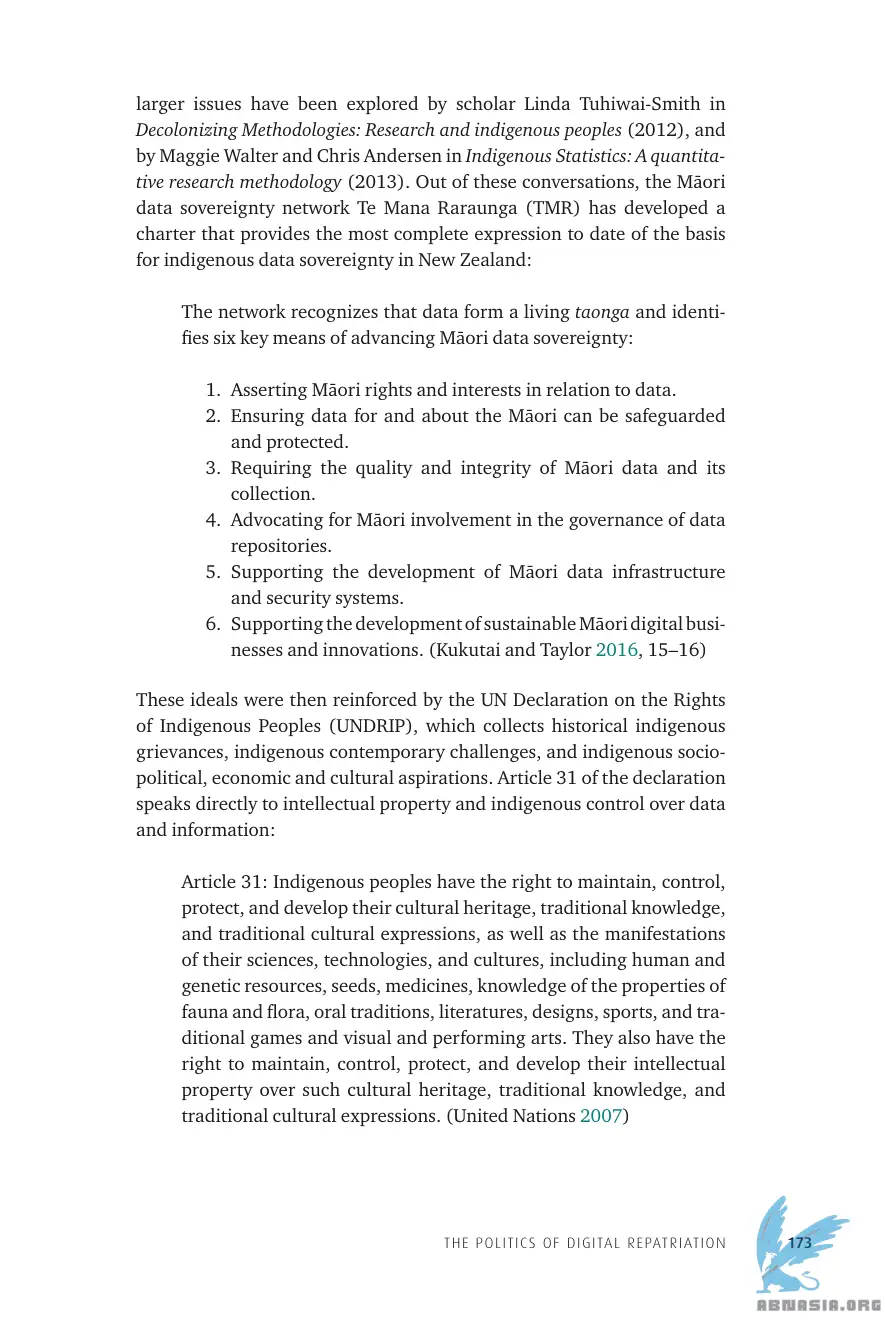 larger issues have been explored by scholar Linda Tuhiwai-Smith in
Decolonizing Methodologies: Research and indigenous peoples (2012), and
by Maggie Walter and Chris Andersen in Indigenous Statistics: A quantita-
tive research methodology (2013). Out of these conversations, the Māori
data sovereignty network Te Mana Raraunga (TMR) has developed a
charter that provides the most complete expression to date of the basis
for indigenous data sovereignty in New Zealand:
The network recognizes that data form a living taonga and identi-
fies six key means of advancing Māori data sovereignty:
1. Asserting Māori rights and interests in relation to data.
2. Ensuring data for and about the Māori can be safeguarded
and protected.
3. Requiring the quality and integrity of Māori data and its
collection.
4. Advocating for Māori involvement in the governance of data
repositories.
5. Supporting the development of Māori data infrastructure
and security systems.
6. Supporting the development of sustainable Māori digital busi-
nesses and innovations. (Kukutai and Taylor 2016, 15–16)
These ideals were then reinforced by the UN Declaration on the Rights
of Indigenous Peoples (UNDRIP), which collects historical indigenous
grievances, indigenous contemporary challenges, and indigenous socio-
political, economic and cultural aspirations. Article 31 of the declaration
speaks directly to intellectual property and indigenous control over data
and information:
Article 31: Indigenous peoples have the right to maintain, control,
protect, and develop their cultural heritage, traditional knowledge,
and traditional cultural expressions, as well as the manifestations
of their sciences, technologies, and cultures, including human and
genetic resources, seeds, medicines, knowledge of the properties of
fauna and flora, oral traditions, literatures, designs, sports, and tra-
ditional games and visual and performing arts. They also have the
right to maintain, control, protect, and develop their intellectual
property over such cultural heritage, traditional knowledge, and
traditional cultural expressions. (United Nations 2007)
THE POLITICS OF DIGITAL REPATRIATION 173
ABNASIA.ORG